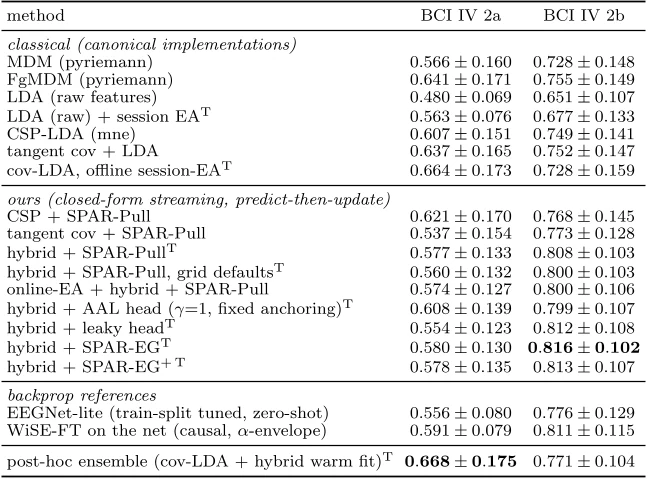 method BCI IV 2a BCI IV 2b
classical (canonical implementations)
MDM (pyriemann) 0.566 ± 0.160 0.728 ± 0.148
FgMDM (pyriemann) 0.641 ± 0.171 0.755 ± 0.149
LDA (raw features) 0.480 ± 0.069 0.651 ± 0.107
LDA (raw) + session EAᵀ 0.563 ± 0.076 0.677 ± 0.133
CSP-LDA (mne) 0.607 ± 0.151 0.749 ± 0.141
tangent cov + LDA 0.637 ± 0.165 0.752 ± 0.147
cov-LDA, offline session-EAᵀ 0.664 ± 0.173 0.728 ± 0.159
ours (closed-form streaming, predict-then-update)
CSP + SPAR-Pull 0.621 ± 0.170 0.768 ± 0.145
tangent cov + SPAR-Pull 0.537 ± 0.154 0.773 ± 0.128
hybrid + SPAR-Pullᵀ 0.577 ± 0.133 0.808 ± 0.103
hybrid + SPAR-Pull, grid defaultsᵀ 0.560 ± 0.132 0.800 ± 0.103
online-EA + hybrid + SPAR-Pull 0.574 ± 0.127 0.800 ± 0.106
hybrid + AAL head (γ=1, fixed anchoring)ᵀ 0.608 ± 0.139 0.799 ± 0.107
hybrid + leaky headᵀ 0.554 ± 0.123 0.812 ± 0.108
hybrid + SPAR-EGᵀ 0.580 ± 0.130 0.816 ± 0.102
hybrid + SPAR-EG⁺ ᵀ 0.578 ± 0.135 0.813 ± 0.107
backprop references
EEGNet-lite (train-split tuned, zero-shot) 0.556 ± 0.080 0.776 ± 0.129
WiSE-FT on the net (causal, α-envelope) 0.591 ± 0.079 0.811 ± 0.115
post-hoc ensemble (cov-LDA + hybrid warm fit)ᵀ 0.668 ± 0.175 0.771 ± 0.104